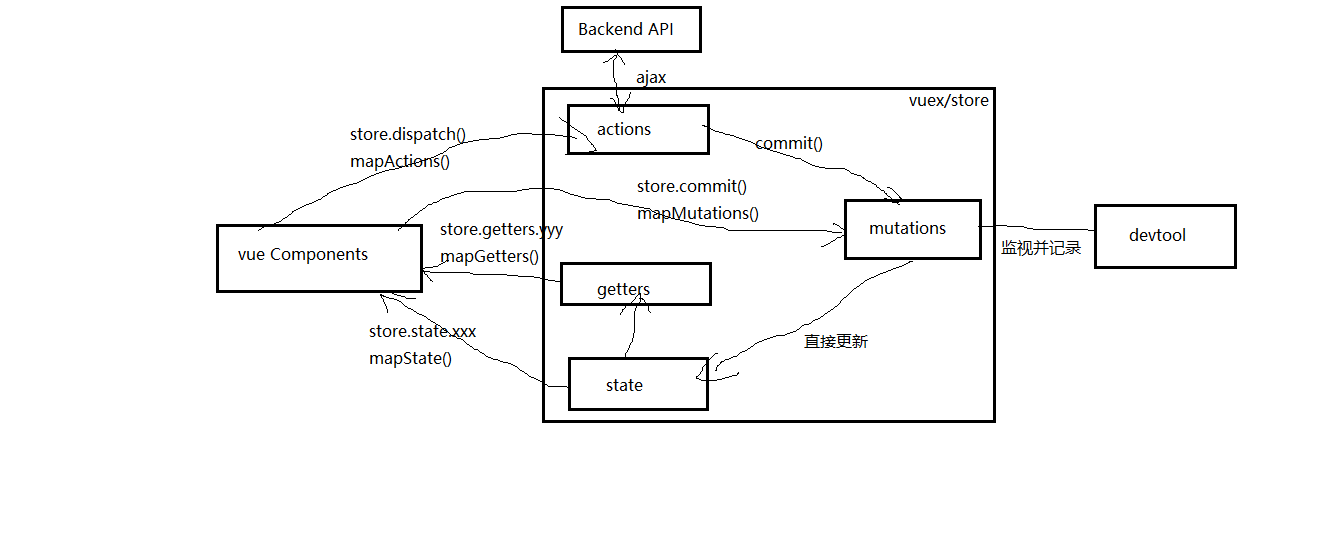 Backend API
ajax
vuex/store
actions
store.dispatch()
mapActions()
commit()
store.commit()
mapMutations()
mutations
devtool
监视并记录
store.getters.yyy
mapGetters()
vue Components
getters
store.state.xxx
mapState()
直接更新
state